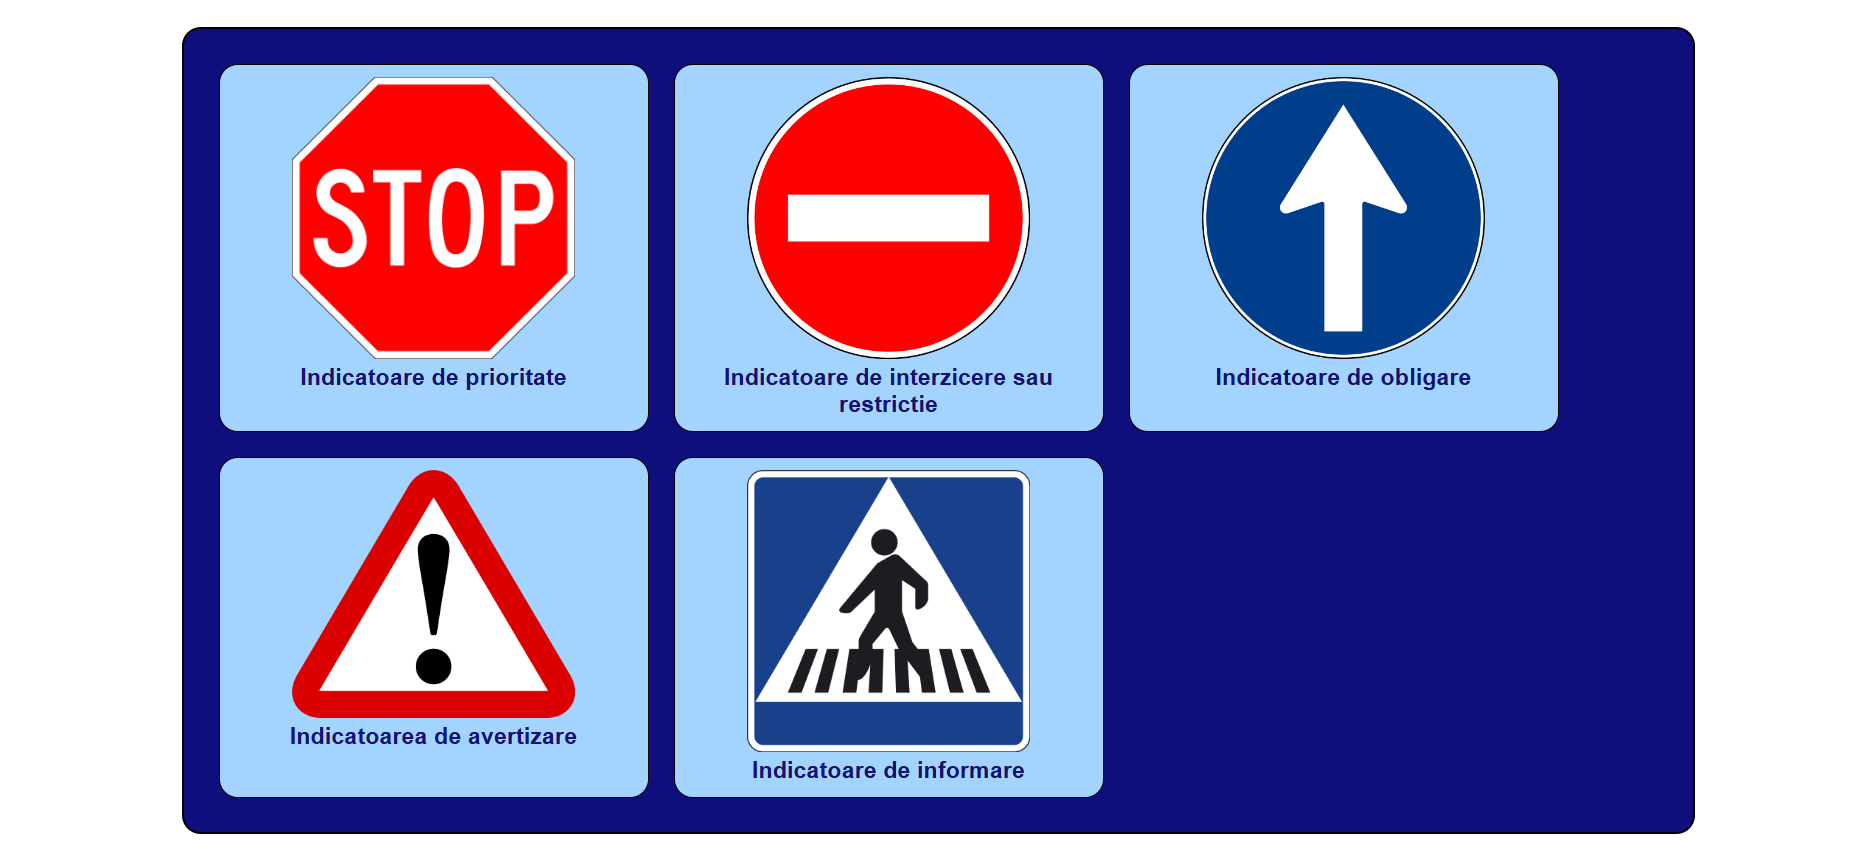 STOP
Indicatoare de prioritate
Indicatoare de interzicere sau
restrictie
Indicatoare de obligare
Indicatoarea de avertizare
Indicatoare de informare